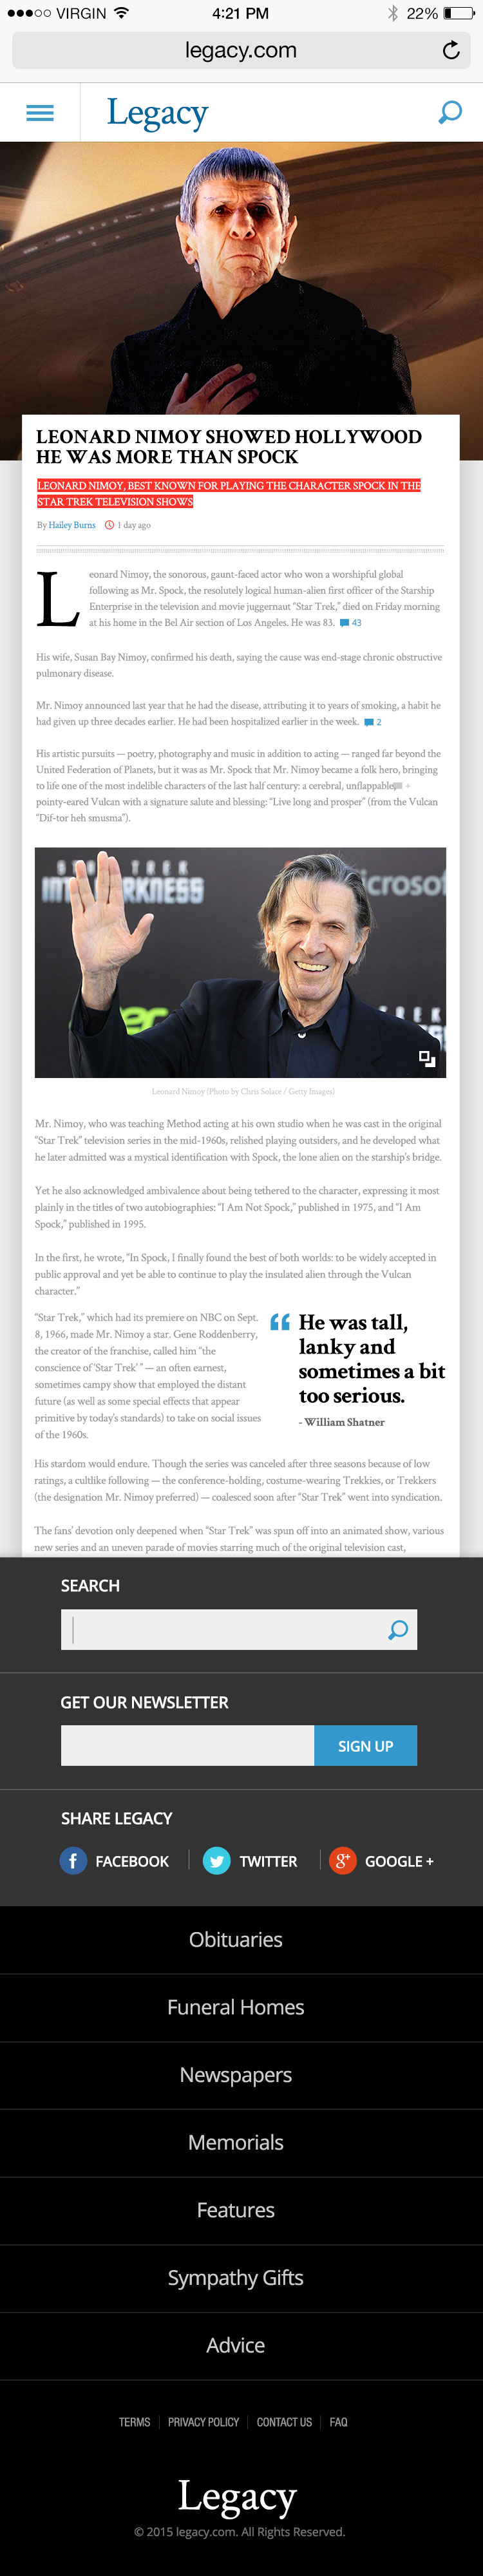 VIRGIN 4:21 PM 22%
legacy.com
Legacy
LEONARD NIMOY SHOWED HOLLYWOOD
HE WAS MORE THAN SPOCK
LEONARD NIMOY, BEST KNOWN FOR PLAYING THE CHARACTER SPOCK IN THE
STAR TREK TELEVISION SHOWS
By Hailey Burns 1 day ago
Leonard Nimoy, the sonorous, gaunt-faced actor who won a worshipful global
following as Mr. Spock, the resolutely logical human-alien first officer of the Starship
Enterprise in the television and movie juggernaut “Star Trek,” died on Friday morning
at his home in the Bel Air section of Los Angeles. He was 83. 43
His wife, Susan Bay Nimoy, confirmed his death, saying the cause was end-stage chronic obstructive
pulmonary disease.
Mr. Nimoy announced last year that he had the disease, attributing it to years of smoking, a habit he
had given up three decades earlier. He had been hospitalized earlier in the week. 2
His artistic pursuits — poetry, photography and music in addition to acting — ranged far beyond the
United Federation of Planets, but it was as Mr. Spock that Mr. Nimoy became a folk hero, bringing
to life one of the most indelible characters of the last half century: a cerebral, unflappable, +
pointy-eared Vulcan with a signature salute and blessing: “Live long and prosper” (from the Vulcan
“Dif-tor heh smusma”).
STAR TREK
INTO DARKNESS
Microsoft
Leonard Nimoy (Photo by Chris Solace / Getty Images)
Mr. Nimoy, who was teaching Method acting at his own studio when he was cast in the original
“Star Trek” television series in the mid-1960s, relished playing outsiders, and he developed what
he later admitted was a mystical identification with Spock, the lone alien on the starship’s bridge.
Yet he also acknowledged ambivalence about being tethered to the character, expressing it most
plainly in the titles of two autobiographies: “I Am Not Spock,” published in 1975, and “I Am
Spock,” published in 1995.
In the first, he wrote, “In Spock, I finally found the best of both worlds: to be widely accepted in
public approval and yet be able to continue to play the insulated alien through the Vulcan
character.”
“Star Trek,” which had its premiere on NBC on Sept.
8, 1966, made Mr. Nimoy a star. Gene Roddenberry,
the creator of the franchise, called him “the
conscience of ‘Star Trek’ ” — an often earnest,
sometimes campy show that employed the distant
future (as well as some special effects that appear
primitive by today’s standards) to take on social issues
of the 1960s.
“ He was tall,
lanky and
sometimes a bit
too serious.
- William Shatner
His stardom would endure. Though the series was canceled after three seasons because of low
ratings, a cultlike following — the conference-holding, costume-wearing Trekkies, or Trekkers
(the designation Mr. Nimoy preferred) — coalesced soon after “Star Trek” went into syndication.
The fans’ devotion only deepened when “Star Trek” was spun off into an animated show, various
new series and an uneven parade of movies starring much of the original television cast,
SEARCH
GET OUR NEWSLETTER
SIGN UP
SHARE LEGACY
f FACEBOOK TWITTER g+ GOOGLE +
Obituaries
Funeral Homes
Newspapers
Memorials
Features
Sympathy Gifts
Advice
TERMS PRIVACY POLICY CONTACT US FAQ
Legacy
© 2015 legacy.com. All Rights Reserved.